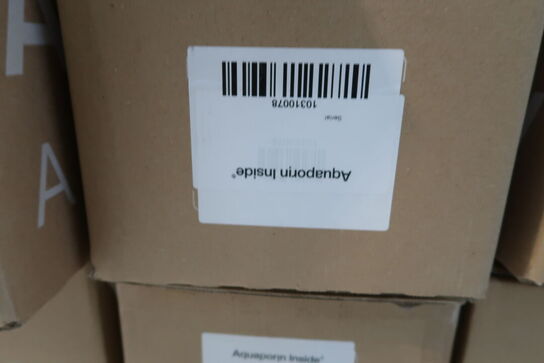 Aquaporin Inside®
Serial
10310078
A
A
Aquaporin Inside®